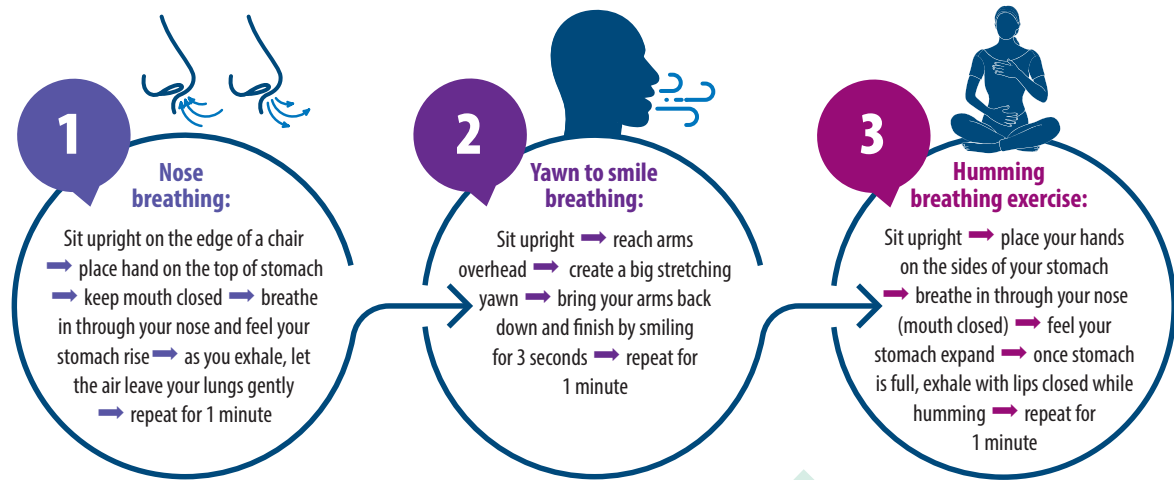 1
Nose
breathing:
Sit upright on the edge of a chair
➡ place hand on the top of stomach
➡ keep mouth closed ➡ breathe
in through your nose and feel your
stomach rise ➡ as you exhale, let
the air leave your lungs gently
➡ repeat for 1 minute
2
Yawn to smile
breathing:
Sit upright ➡ reach arms
overhead ➡ create a big stretching
yawn ➡ bring your arms back
down and finish by smiling
for 3 seconds ➡ repeat for
1 minute
3
Humming
breathing exercise:
Sit upright ➡ place your hands
on the sides of your stomach
➡ breathe in through your nose
(mouth closed) ➡ feel your
stomach expand ➡ once stomach
is full, exhale with lips closed while
humming ➡ repeat for
1 minute